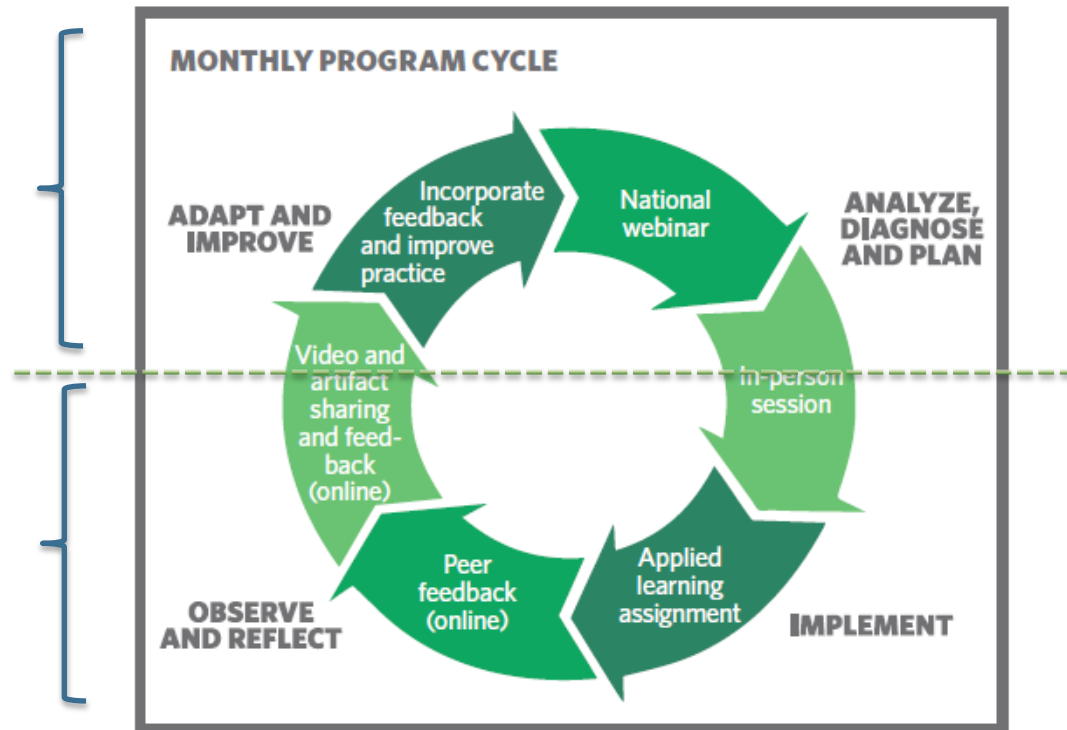 MONTHLY PROGRAM CYCLE
National
webinar
ANALYZE,
DIAGNOSE
AND PLAN
In-person
session
IMPLEMENT
Applied
learning
assignment
Peer
feedback
(online)
OBSERVE
AND REFLECT
Video and
artifact
sharing
and feed-
back
(online)
ADAPT AND
IMPROVE
Incorporate
feedback
and improve
practice